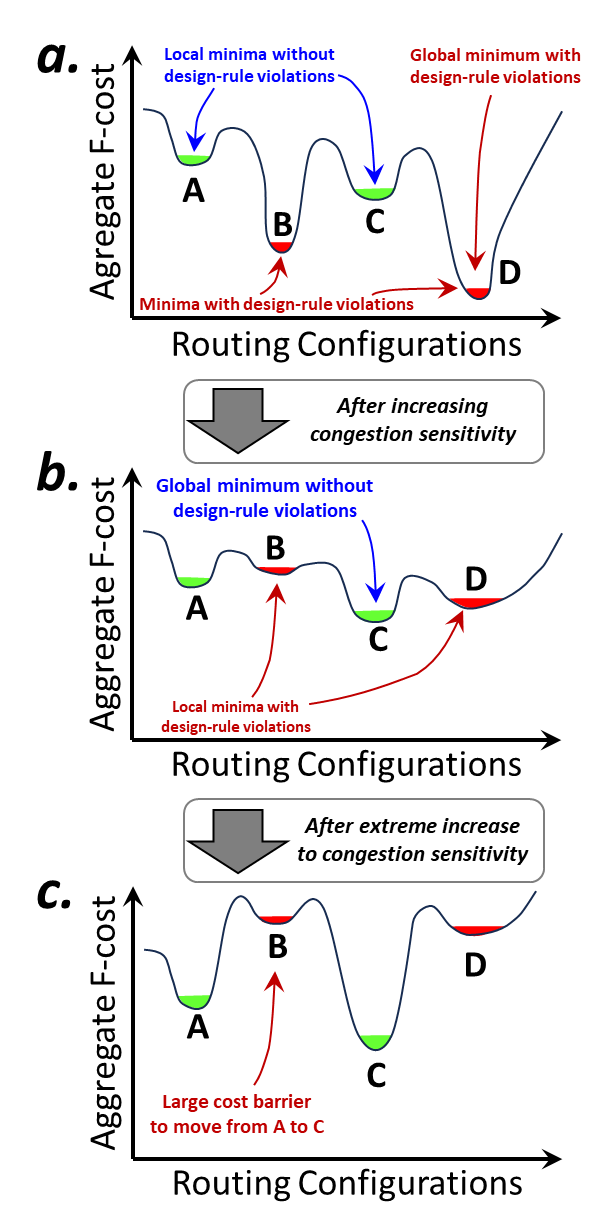 a.
Local minima without
design-rule violations
Global minimum with
design-rule violations
Agregate F-cost
A
B
C
D
Minima with design-rule violations
Routing Configurations
After increasing
congestion sensitivity
b.
Global minimum without
design-rule violations
Aggregate F-cost
A
B
C
D
Local minima with
design-rule violations
Routing Configurations
After extreme increase
to congestion sensitivity
c.
Aggregate F-cost
A
B
C
D
Large cost barrier
to move from A to C
Routing Configurations